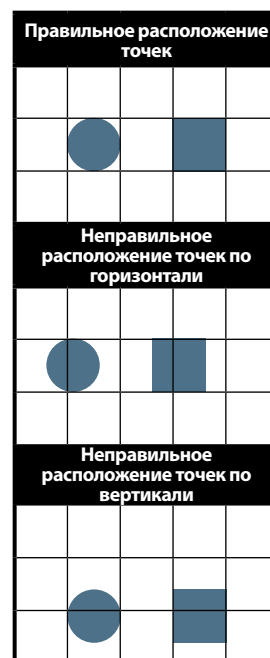 Правильное расположение
точек
Неправильное
расположение точек по
горизонтали
Неправильное
расположение точек по
вертикали